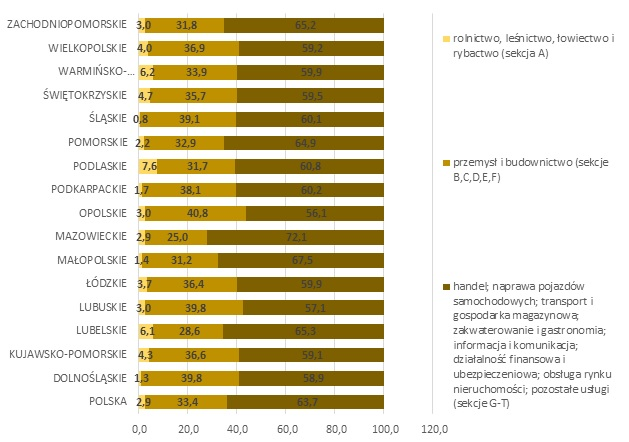 ZACHODNIOPOMORSKIE 3,0 31,8 65,2
WIELKOPOLSKIE 4,0 36,9 59,2
WARMIŃSKO-... 6,2 33,9 59,9
ŚWIĘTOKRZYSKIE 4,7 35,7 59,5
ŚLĄSKIE 0,8 39,1 60,1
POMORSKIE 2,2 32,9 64,9
PODLASKIE 7,6 31,7 60,8
PODKARPACKIE 1,7 38,1 60,2
OPOLSKIE 3,0 40,8 56,1
MAZOWIECKIE 2,9 25,0 72,1
MAŁOPOLSKIE 1,4 31,2 67,5
ŁÓDZKIE 3,7 36,4 59,9
LUBUSKIE 3,0 39,8 57,1
LUBELSKIE 6,1 28,6 65,3
KUJAWSKO-POMORSKIE 4,3 36,6 59,1
DOLNOŚLĄSKIE 1,3 39,8 58,9
POLSKA 2,9 33,4 63,7
0,0 20,0 40,0 60,0 80,0 100,0 120,0
rolnictwo, leśnictwo, łowiectwo i
rybactwo (sekcja A)
przemysł i budownictwo (sekcje
B,C,D,E,F)
handel; naprawa pojazdów
samochodowych; transport i
gospodarka magazynowa;
zakwaterowanie i gastronomia;
informacja i komunikacja;
działalność finansowa i
ubezpieczeniowa; obsługa rynku
nieruchomości; pozostałe usługi
(sekcje G-T)